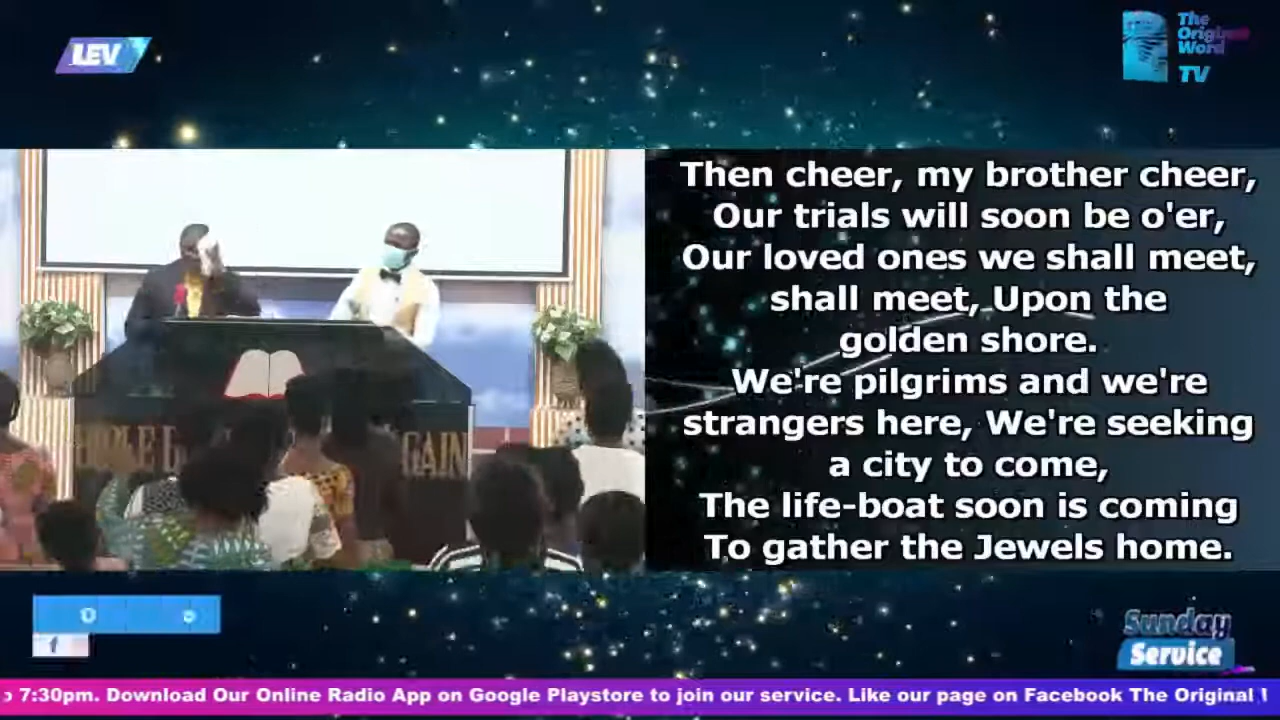 LEV
The
Original
Word
TV
Then cheer, my brother cheer,
Our trials will soon be o'er,
Our loved ones we shall meet,
shall meet, Upon the
golden shore.
We're pilgrims and we're
strangers here, We're seeking
a city to come,
The life-boat soon is coming
To gather the Jewels home.
GAIN
Sunday
Service
7:30pm. Download Our Online Radio App on Google Playstore to join our service. Like our page on Facebook The Original